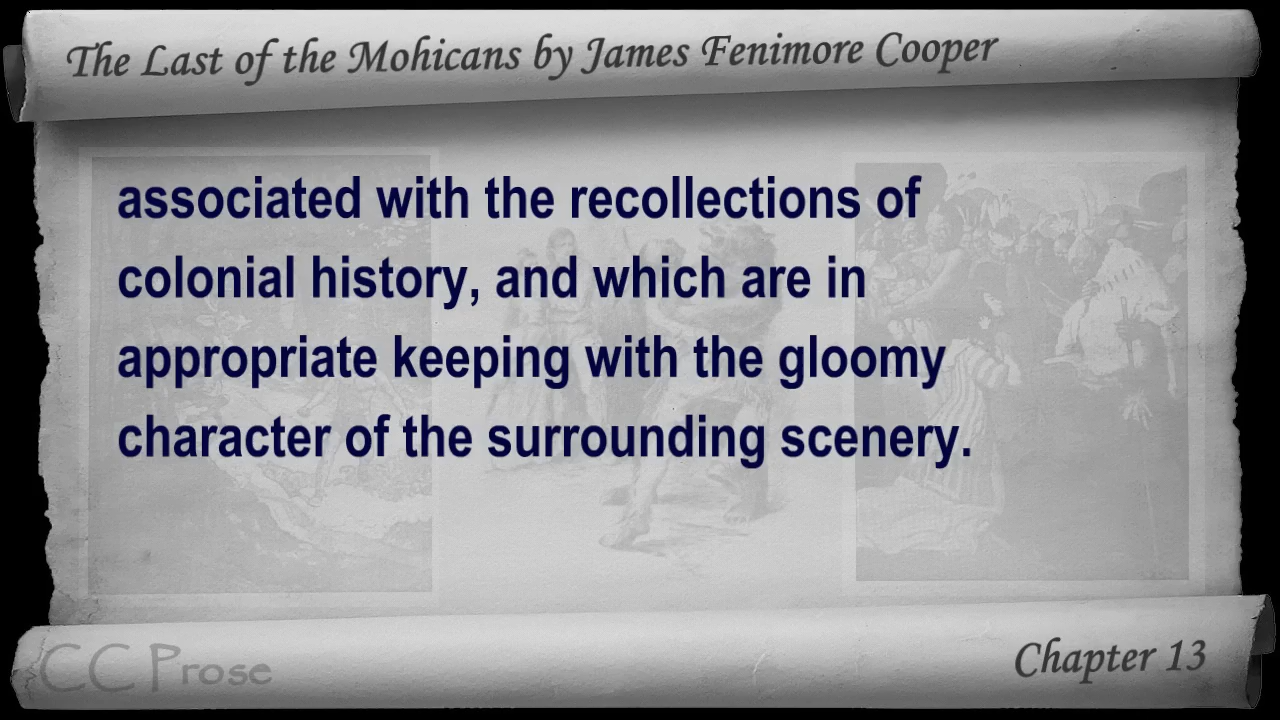 The Last of the Mohicans by James Fenimore Cooper
associated with the recollections of
colonial history, and which are in
appropriate keeping with the gloomy
character of the surrounding scenery.
CC Prose
Chapter 13